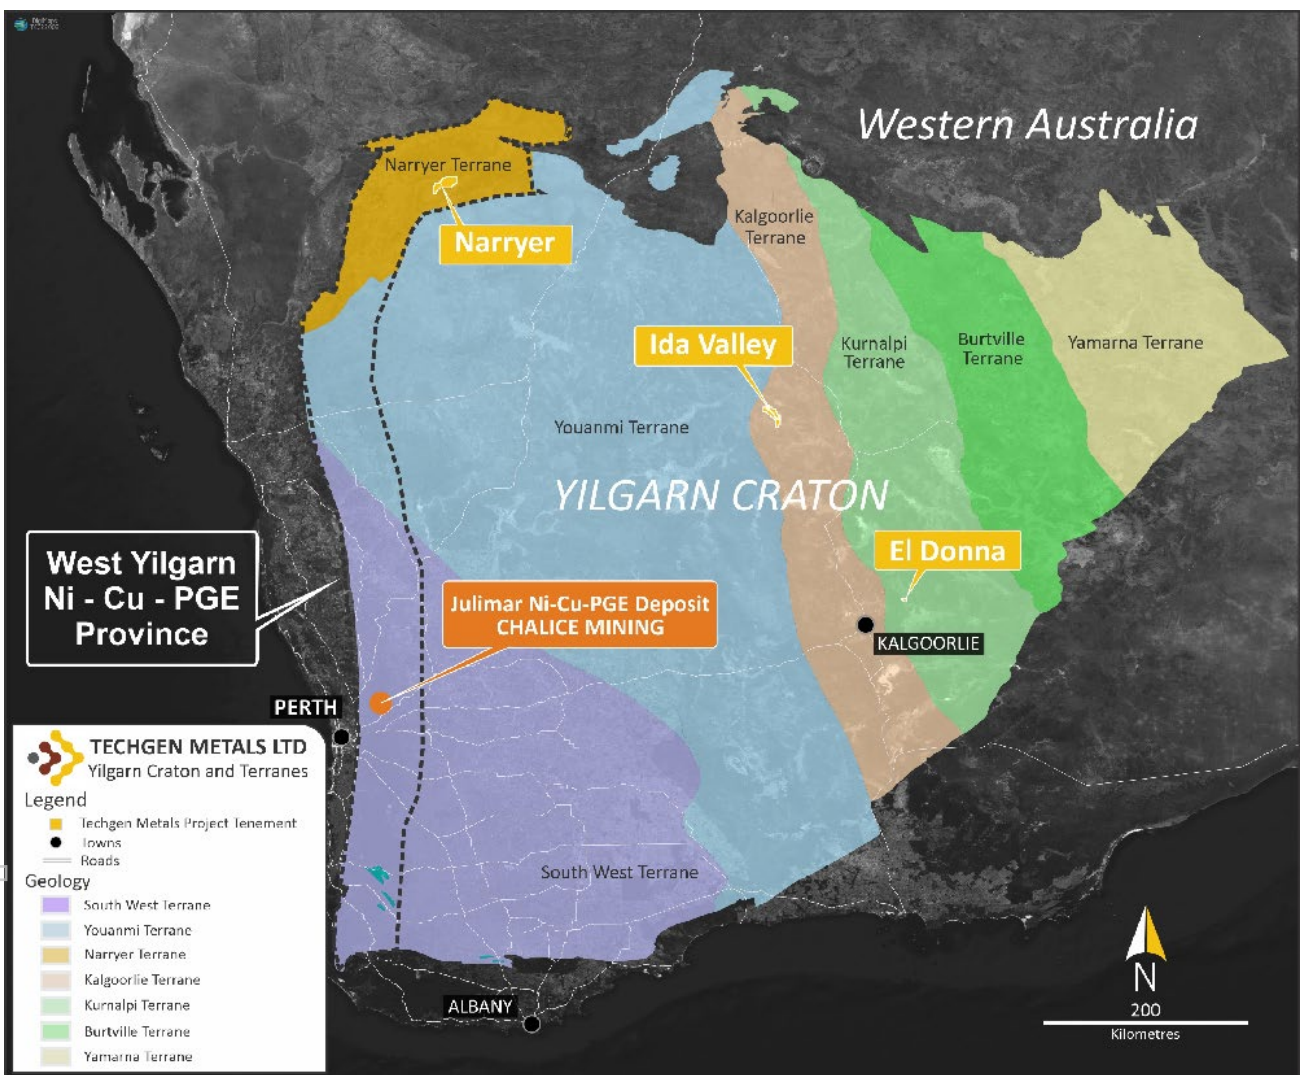 Western Australia
Narryer Terrane
Narryer
Kalgoorlie
Terrane
Ida Valley
Kurnalpi
Terrane
Burtville
Terrane
Yamarna Terrane
Youanmi Terrane
YILGARN CRATON
El Donna
West Yilgarn
Ni - Cu - PGE
Province
Julimar Ni-Cu-PGE Deposit
CHALICE MINING
KALGOORLIE
PERTH
South West Terrane
ALBANY
TECHGEN METALS LTD
Yilgarn Craton and Terranes
Legend
Techgen Metals Project Tenement
Towns
Roads
Geology
South West Terrane
Youanmi Terrane
Narryer Terrane
Kalgoorlie Terrane
Kurnalpi Terrane
Burtville Terrane
Yamarna Terrane
N
200
Kilometres